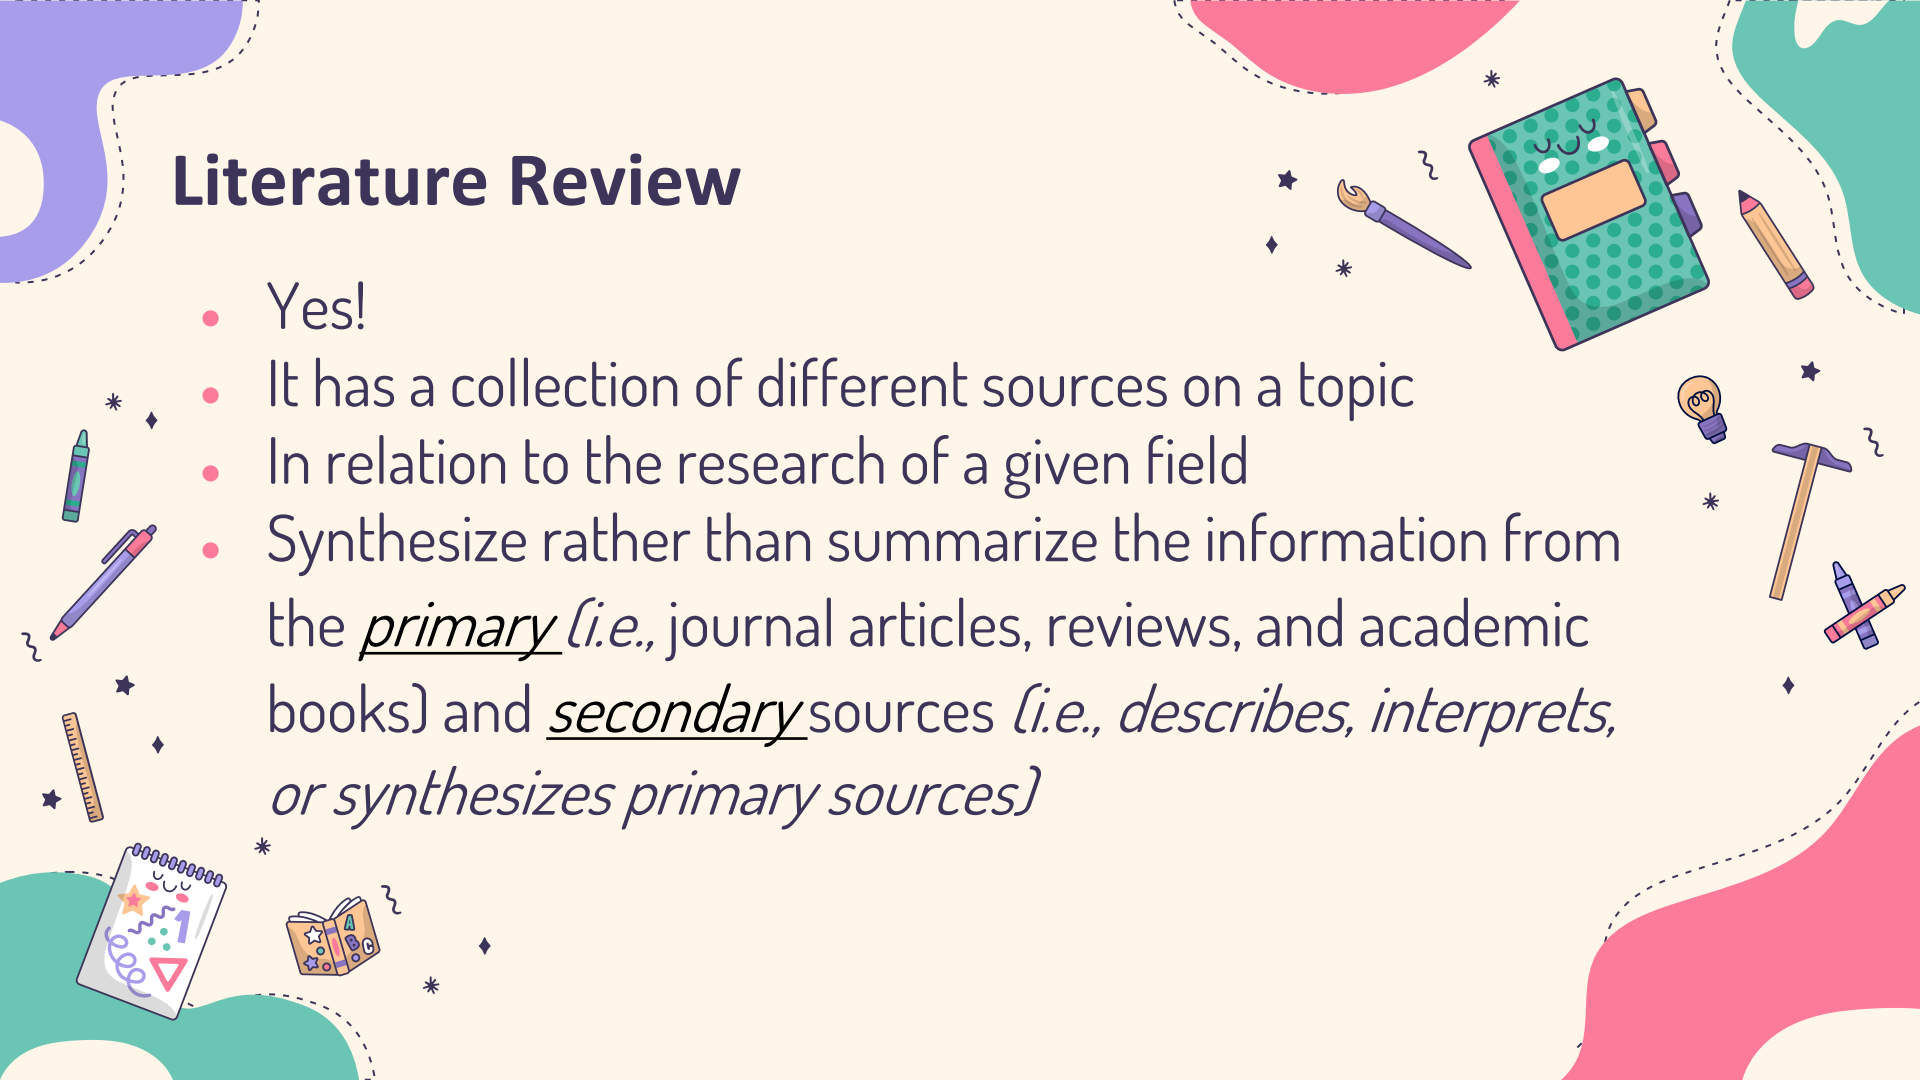 Literature Review
Yes!
It has a collection of different sources on a topic
In relation to the research of a given field
Synthesize rather than summarize the information from
the primary (i.e., journal articles, reviews, and academic
books) and secondary sources (i.e., describes, interprets,
or synthesizes primary sources)
1
A
B
C